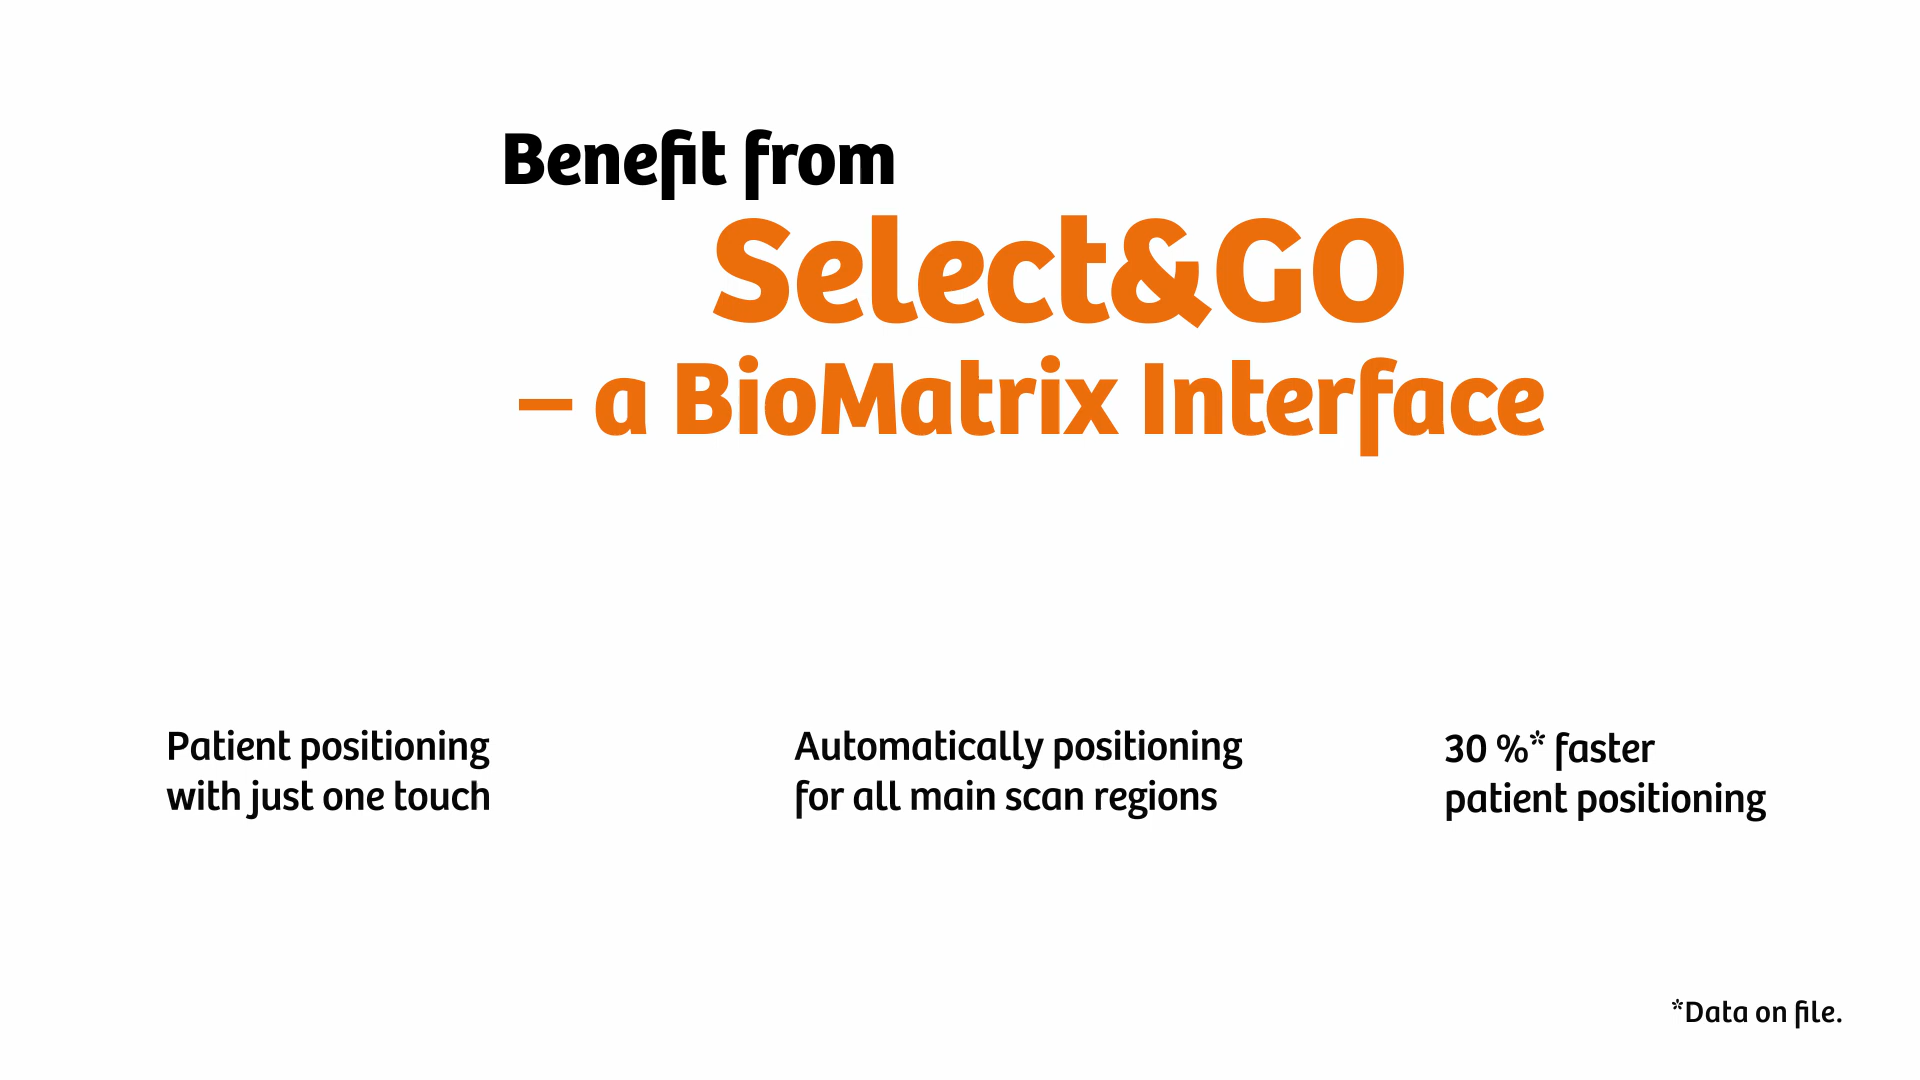 Benefit from
Select&GO
– a BioMatrix Interface
Patient positioning
with just one touch
Automatically positioning
for all main scan regions
30 %* faster
patient positioning
*Data on file.